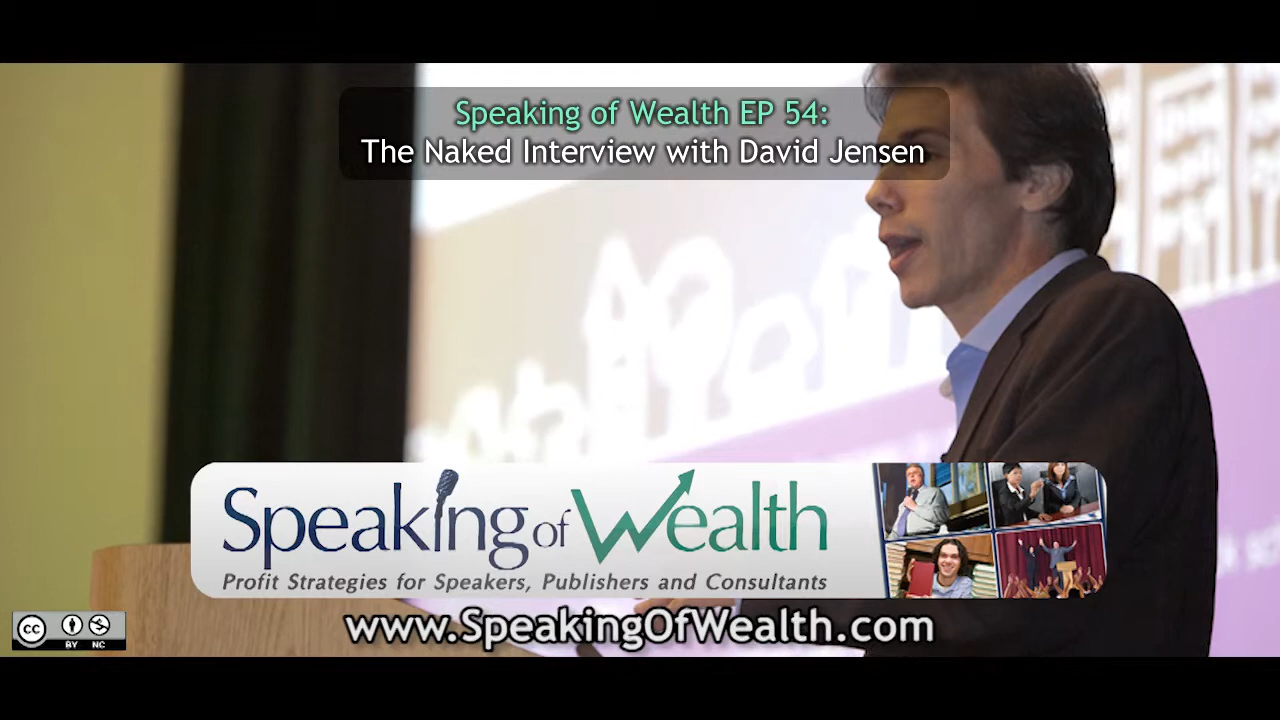 Speaking of Wealth EP 54:
The Naked Interview with David Jensen
Speaking of Wealth
Profit Strategies for Speakers, Publishers and Consultants
www.SpeakingOfWealth.com
cc
BY NC